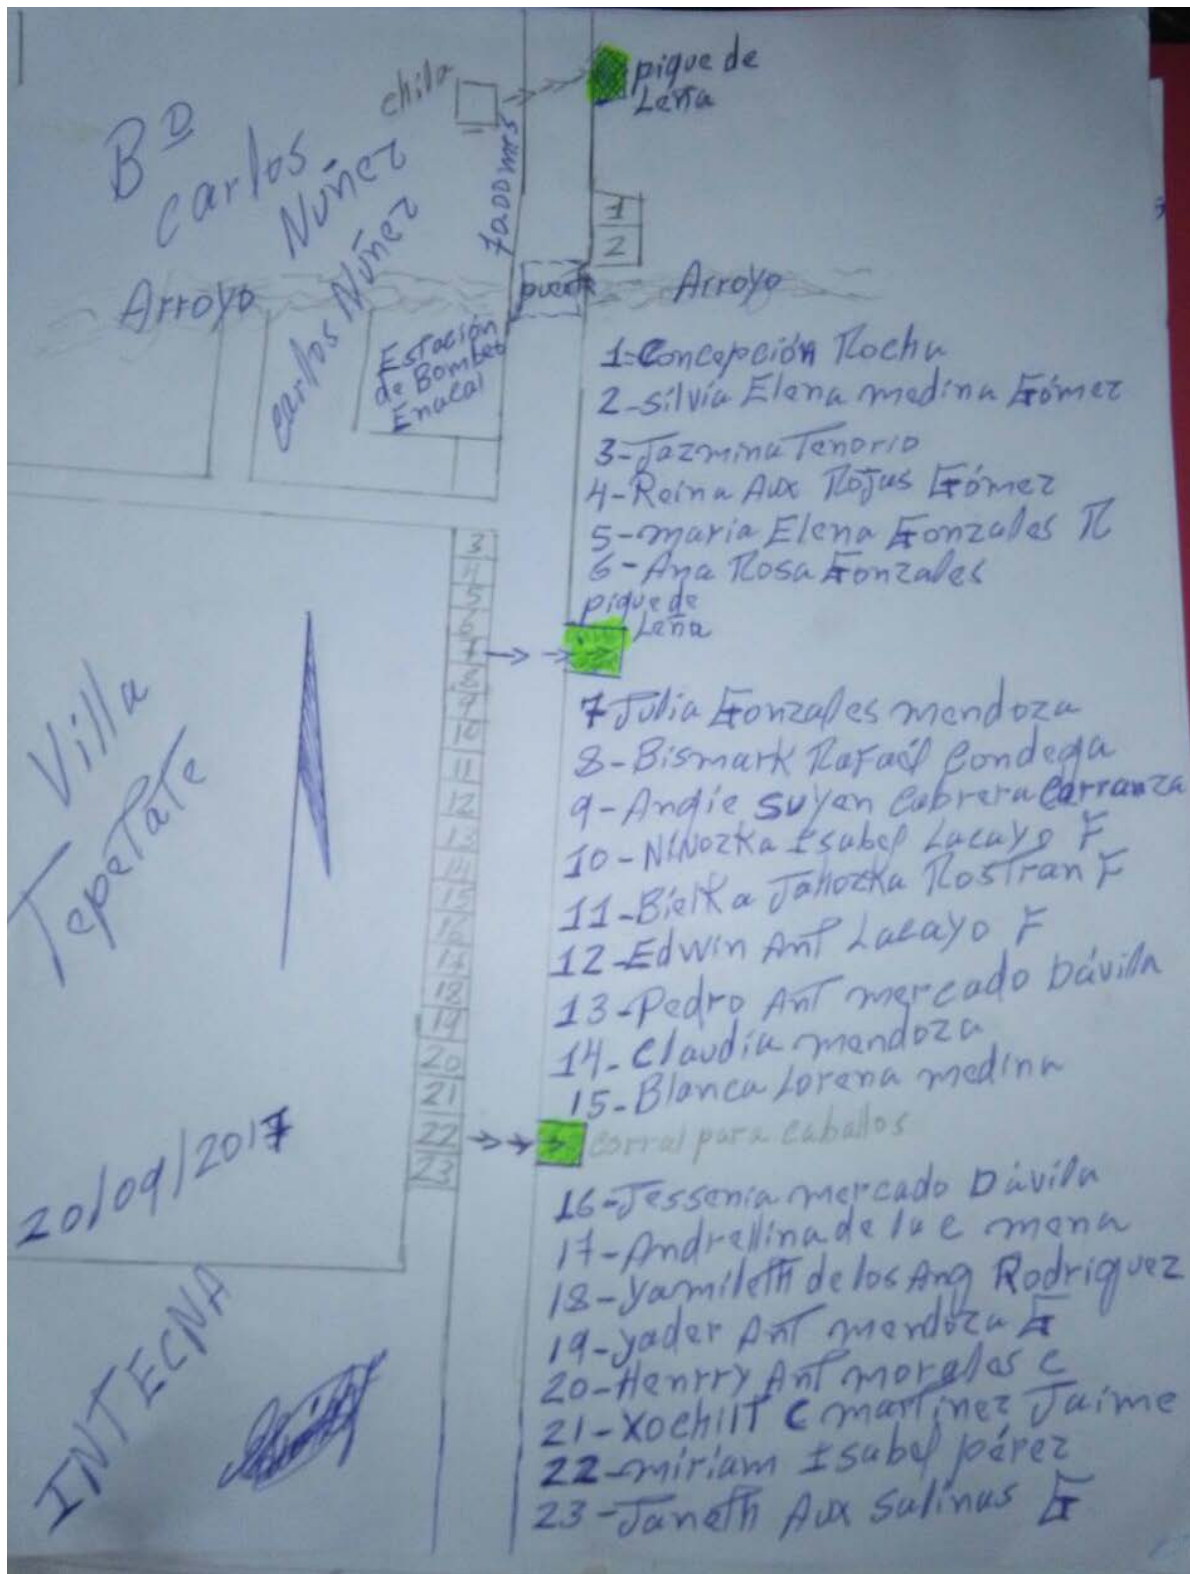 chila
pique de
Leña
B⁰
carlos
Nuñez
70.00 mrs
1
2
carlos Núñez
puente
Arroyo
Arroyo
Estación
de Bombeo
Enacal
1-Concepción Rocha
2-silvia Elena medina Gómez
3-Jazmina Tenorio
4-Reina Aux Rojas Gómez
5-maria Elena Gonzales R
6-Ana Rosa Gonzales
3
4
5
6
7
8
9
10
11
12
13
14
15
16
17
18
19
20
21
22
23
pique de
Leña
7 Julia Gonzales mendoza
8-Bismark Rafaél Condega
9-Angie suyen Cabrera Carranza
10-Ninozka Isabel Lacayo F
11-Bielka Jahozka Rostran F
12-Edwin Ant Lacayo F
13-Pedro Ant mercado Dávila
14-Claudia mendoza
15-Blanca Lorena medina
corral para caballos
Villa
Tepetate
20/09/2017
16-Jessenia mercado Dávila
17-Andrellina de la c mena
18-Yamileth de los Ang Rodriguez
19-yader Ant mendoza G
20-Henrry Ant morales c
21-Xochilt C martinez Jaime
22-miriam Isabel pérez
23-Janeth Aux Salinas G
INTECNA